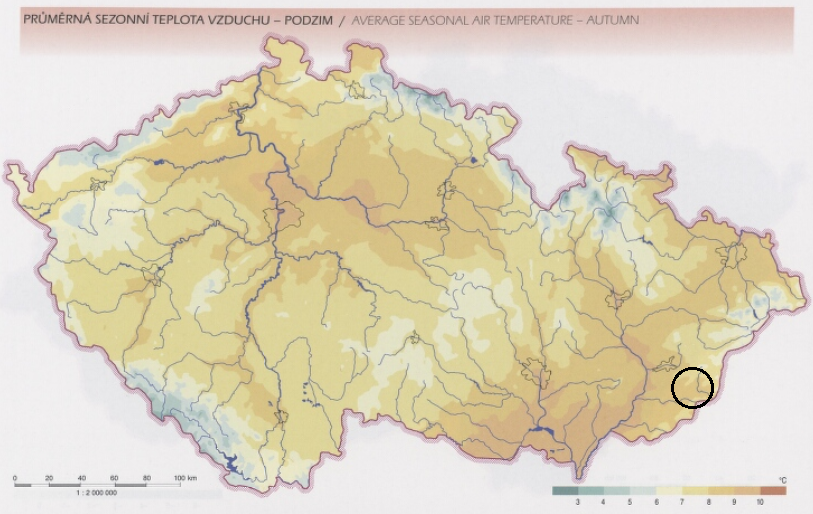 PRŮMĚRNÁ SEZONNÍ TEPLOTA VZDUCHU – PODZIM / AVERAGE SEASONAL AIR TEMPERATURE – AUTUMN
0 20 40 60 80 100 km
1 : 2 000 000
°C
3 4 5 6 7 8 9 10